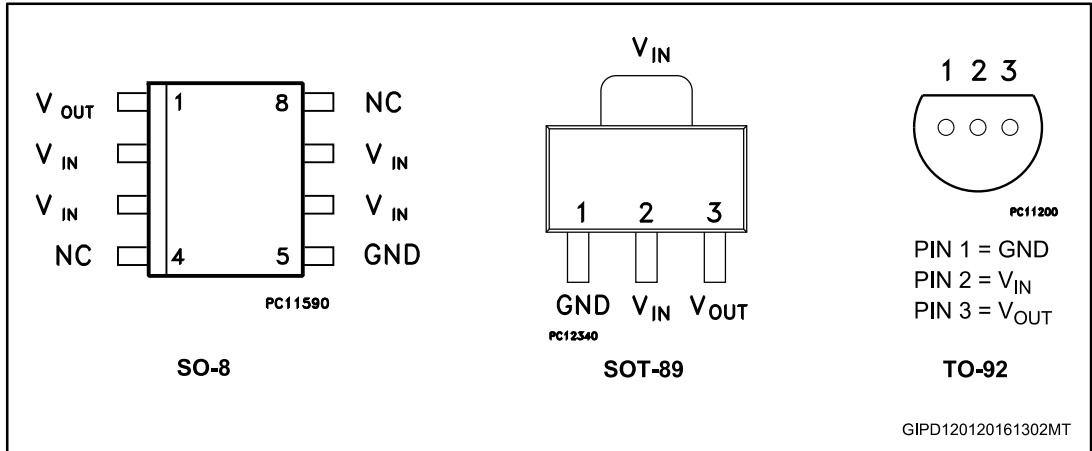 V OUT 1 8 NC
V IN V IN
V IN V IN
NC 4 5 GND
PC11590
SO-8
V IN
1 2 3
GND V IN V OUT
PC12340
SOT-89
1 2 3
PC11200
PIN 1 = GND
PIN 2 = V IN
PIN 3 = V OUT
TO-92
GIPD120120161302MT